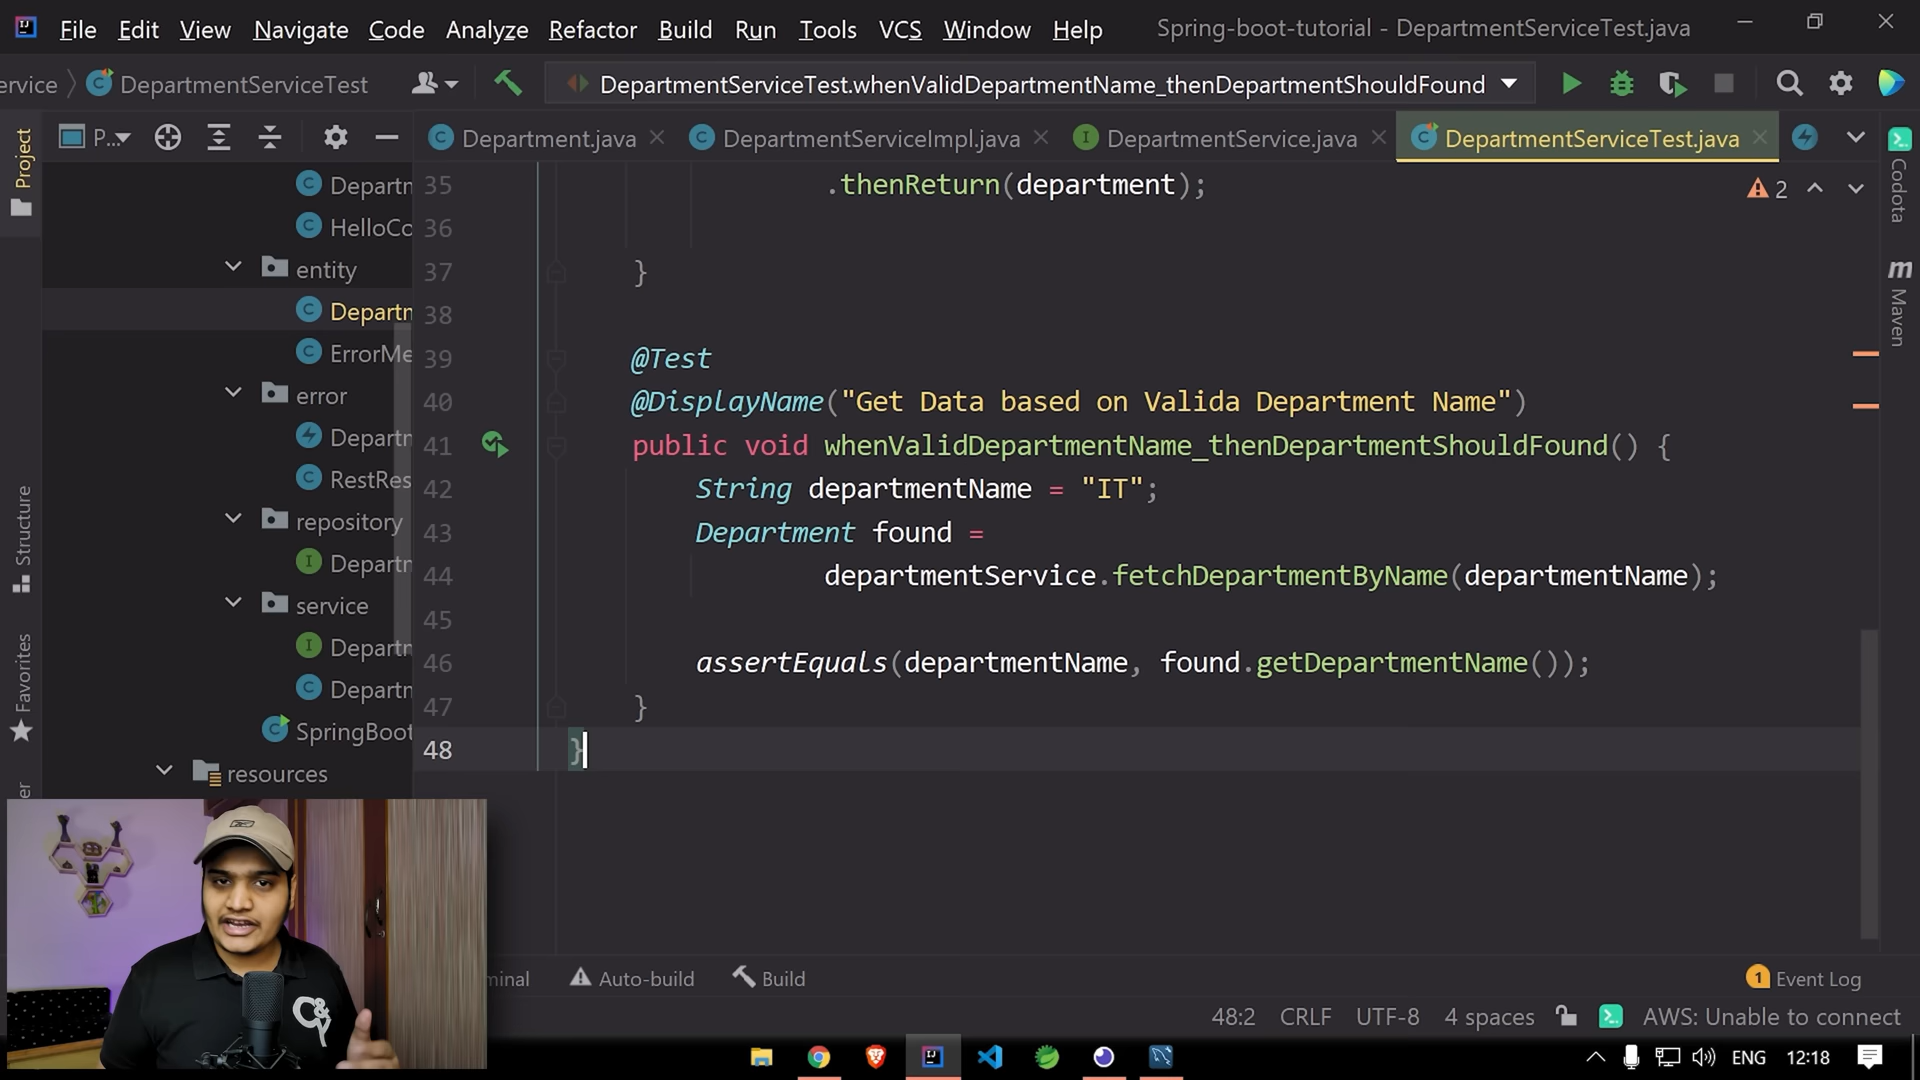 File Edit View Navigate Code Analyze Refactor Build Run Tools VCS Window Help Spring-boot-tutorial - DepartmentServiceTest.java
ervice DepartmentServiceTest DepartmentServiceTest.whenValidDepartmentName_thenDepartmentShouldFound
P... Department.java DepartmentServiceImpl.java DepartmentService.java DepartmentServiceTest.java
Project
Structure
Favorites
er
Departn
HelloCo
entity
Departn
ErrorMe
error
Departn
RestRes
repository
Departn
service
Departn
Departn
SpringBoot
resources
35 .thenReturn(department);
36
37 }
38
39 @Test
40 @DisplayName("Get Data based on Valida Department Name")
41 public void whenValidDepartmentName_thenDepartmentShouldFound() {
42 String departmentName = "IT";
43 Department found =
44 departmentService.fetchDepartmentByName(departmentName);
45
46 assertEquals(departmentName, found.getDepartmentName());
47 }
48 }
2
Codota
m Maven
C&Y
minal Auto-build Build 1 Event Log
48:2 CRLF UTF-8 4 spaces AWS: Unable to connect
ENG 12:18